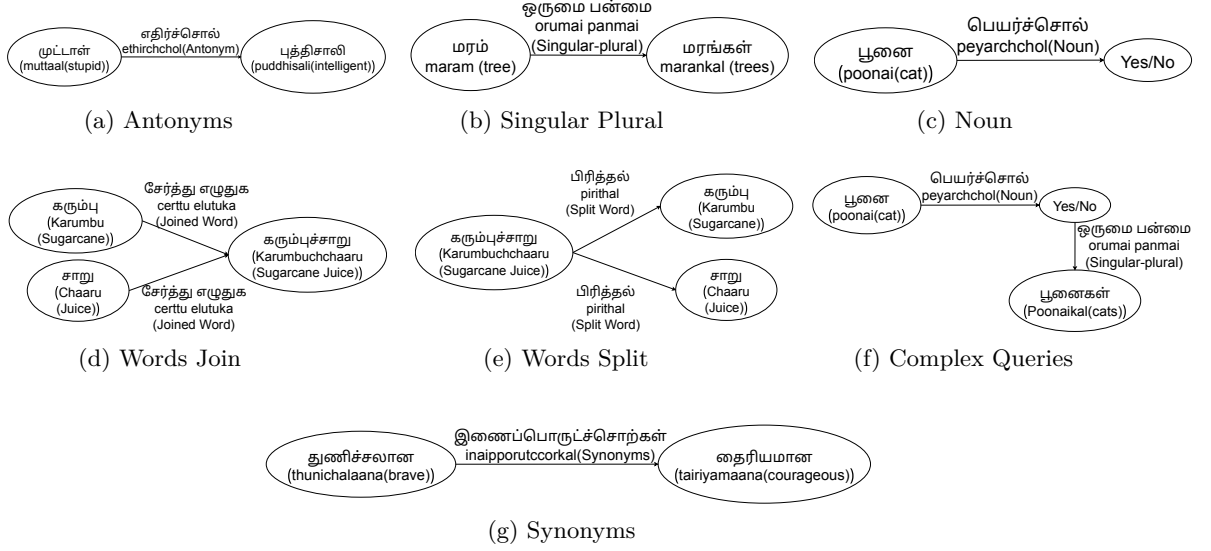 முட்டாள்
(muttaal(stupid)
எதிர்ச்சொல்
ethirchchol(Antonym)
புத்திசாலி
(puddhisali(intelligent))
(a) Antonyms
மரம்
maram (tree)
ஒருமை பன்மை
orumai panmai
(Singular-plural)
மரங்கள்
marankal (trees)
(b) Singular Plural
பூனை
(poonai(cat))
பெயர்ச்சொல்
peyarchchol(Noun)
Yes/No
(c) Noun
கரும்பு
(Karumbu
(Sugarcane)
சேர்த்து எழுதுக
certtu elutuka
(Joined Word)
சாறு
(Chaaru
(Juice))
சேர்த்து எழுதுக
certtu elutuka
(Joined Word)
கரும்புச்சாறு
(Karumbuchchaaru
(Sugarcane Juice))
(d) Words Join
கரும்புச்சாறு
(Karumbuchchaaru
(Sugarcane Juice))
பிரித்தல்
pirithal
(Split Word)
கரும்பு
(Karumbu
(Sugarcane))
பிரித்தல்
pirithal
(Split Word)
சாறு
(Chaaru
(Juice))
(e) Words Split
பூனை
(poonai(cat))
பெயர்ச்சொல்
peyarchchol(Noun)
Yes/No
ஒருமை பன்மை
orumai panmai
(Singular-plural)
பூனைகள்
(Poonaikal(cats))
(f) Complex Queries
துணிச்சலான
(thunichalaana(brave))
இணைப்பொருட்ச்சொற்கள்
inaipporutccorkal(Synonyms)
தைரியமான
(tairiyamaana(courageous))
(g) Synonyms